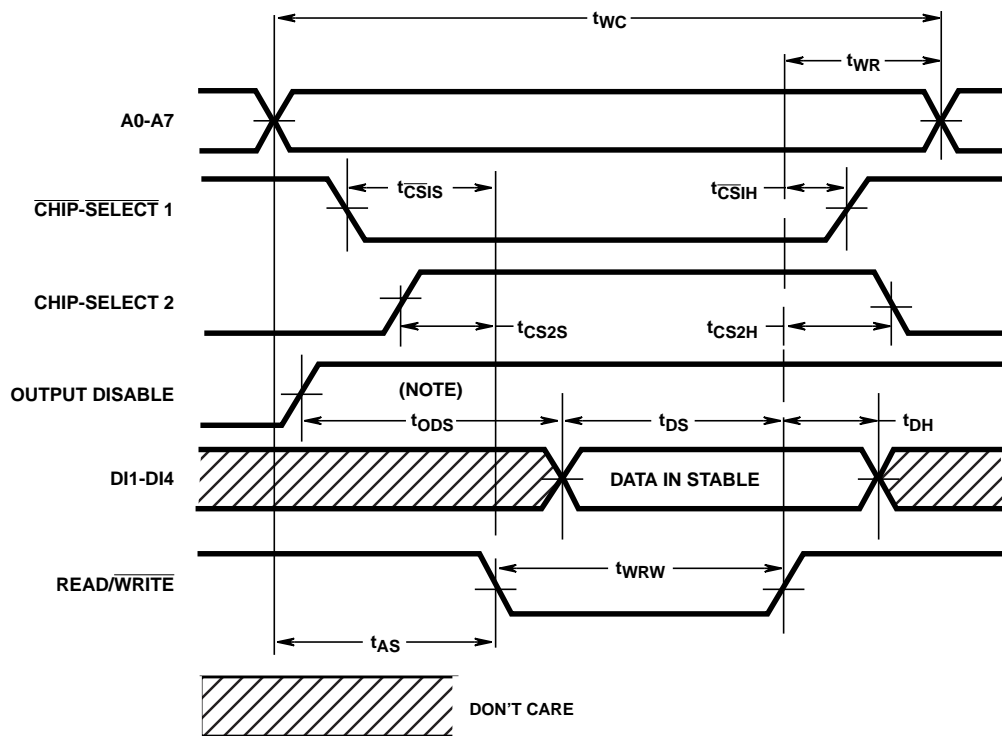 tWC
tWR
A0-A7
tCSIS
tCSIH
CHIP-SELECT 1
CHIP-SELECT 2
tCS2S
tCS2H
OUTPUT DISABLE
(NOTE)
tODS
tDS
tDH
DI1-DI4
DATA IN STABLE
tWRW
READ/WRITE
tAS
DON'T CARE